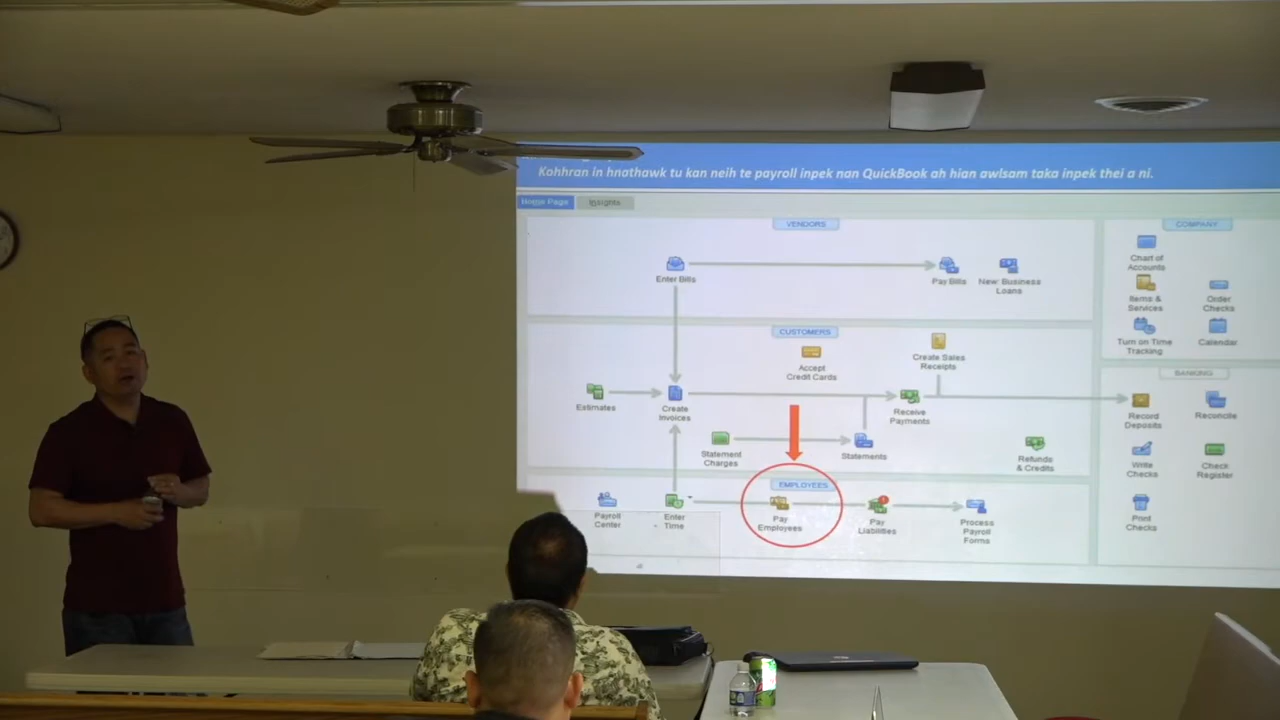 Kohhran in hnathawk tu kan neih te payroll inpek nan QuickBook ah hian awlsam taka inpek thei a ni.
Home Page
Insights
VENDORS
Enter Bills
Pay Bills
New: Business
Loans
COMPANY
Chart of
Accounts
Items &
Services
Order
Checks
Turn on Time
Tracking
Calendar
CUSTOMERS
Accept
Credit Cards
Create Sales
Receipts
Estimates
Create
Invoices
Receive
Payments
Statement
Charges
Statements
Refunds
& Credits
BANKING
Record
Deposits
Reconcile
Write
Checks
Check
Register
Print
Checks
EMPLOYEES
Payroll
Center
Enter
Time
Pay
Employees
Pay
Liabilities
Process
Payroll
Forms